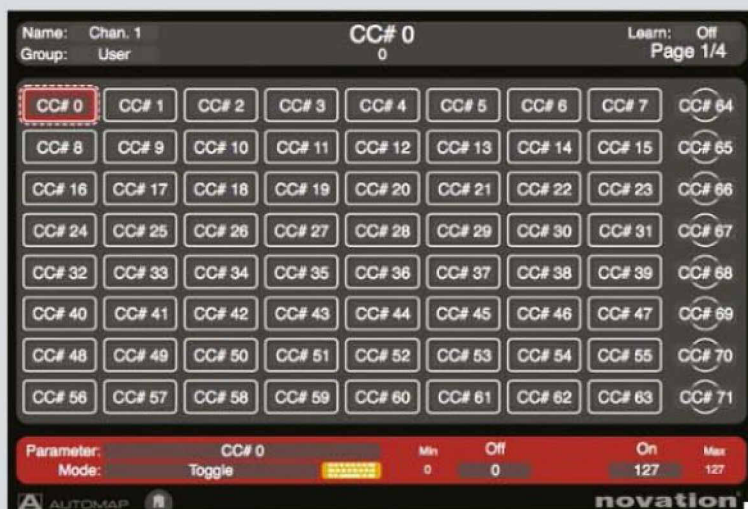 Name: Chan. 1 CC# 0 Learn: Off
Group: User 0 Page 1/4
CC# 0 CC# 1 CC# 2 CC# 3 CC# 4 CC# 5 CC# 6 CC# 7 CC# 64
CC# 8 CC# 9 CC# 10 CC# 11 CC# 12 CC# 13 CC# 14 CC# 15 CC# 65
CC# 16 CC# 17 CC# 18 CC# 19 CC# 20 CC# 21 CC# 22 CC# 23 CC# 66
CC# 24 CC# 25 CC# 26 CC# 27 CC# 28 CC# 29 CC# 30 CC# 31 CC# 67
CC# 32 CC# 33 CC# 34 CC# 35 CC# 36 CC# 37 CC# 38 CC# 39 CC# 68
CC# 40 CC# 41 CC# 42 CC# 43 CC# 44 CC# 45 CC# 46 CC# 47 CC# 69
CC# 48 CC# 49 CC# 50 CC# 51 CC# 52 CC# 53 CC# 54 CC# 55 CC# 70
CC# 56 CC# 57 CC# 58 CC# 59 CC# 60 CC# 61 CC# 62 CC# 63 CC# 71
Parameter: CC# 0 Min Off On Max
Mode: Toggle 0 0 127 127
AUTOMAP novation